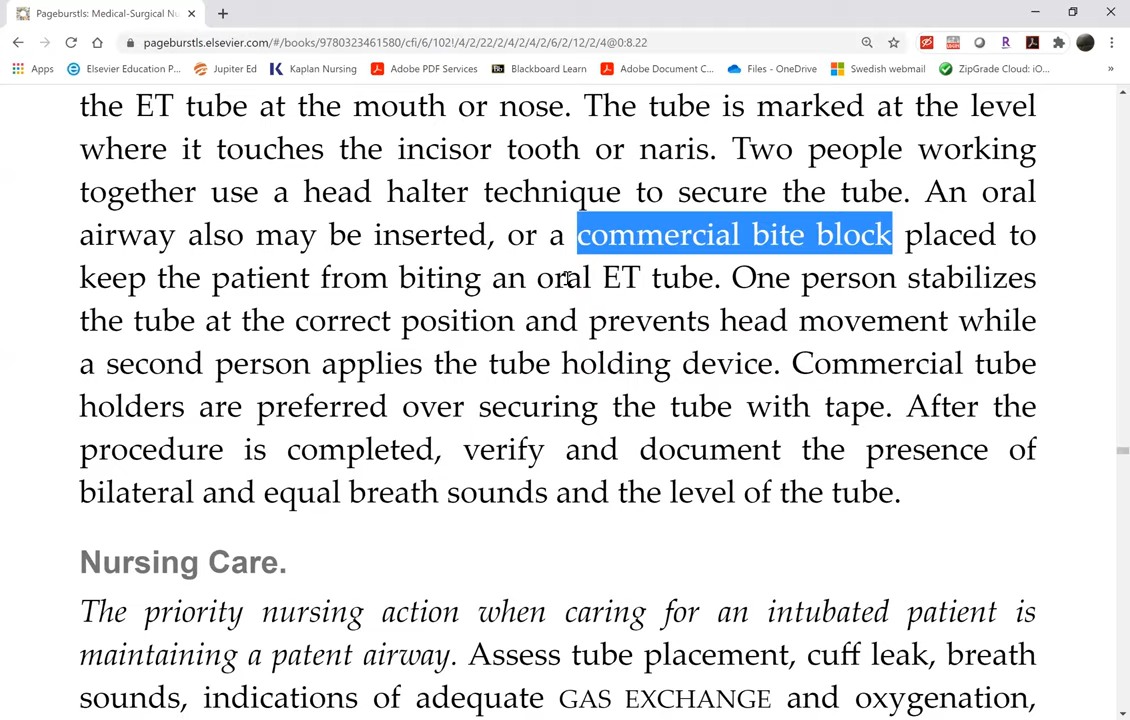 Pageburstls: Medical-Surgical Nu
pageburstls.elsevier.com/#/books/9780323461580/cfi/6/102!/4/2/22/2/4/2/4/2/6/2/12/2/4@0:8.22
Apps Elsevier Education P... Jupiter Ed Kaplan Nursing Adobe PDF Services Blackboard Learn Adobe Document C... Files - OneDrive Swedish webmail ZipGrade Cloud: iO... »
the ET tube at the mouth or nose. The tube is marked at the level
where it touches the incisor tooth or naris. Two people working
together use a head halter technique to secure the tube. An oral
airway also may be inserted, or a commercial bite block placed to
keep the patient from biting an oral ET tube. One person stabilizes
the tube at the correct position and prevents head movement while
a second person applies the tube holding device. Commercial tube
holders are preferred over securing the tube with tape. After the
procedure is completed, verify and document the presence of
bilateral and equal breath sounds and the level of the tube.
Nursing Care.
The priority nursing action when caring for an intubated patient is
maintaining a patent airway. Assess tube placement, cuff leak, breath
sounds, indications of adequate GAS EXCHANGE and oxygenation,